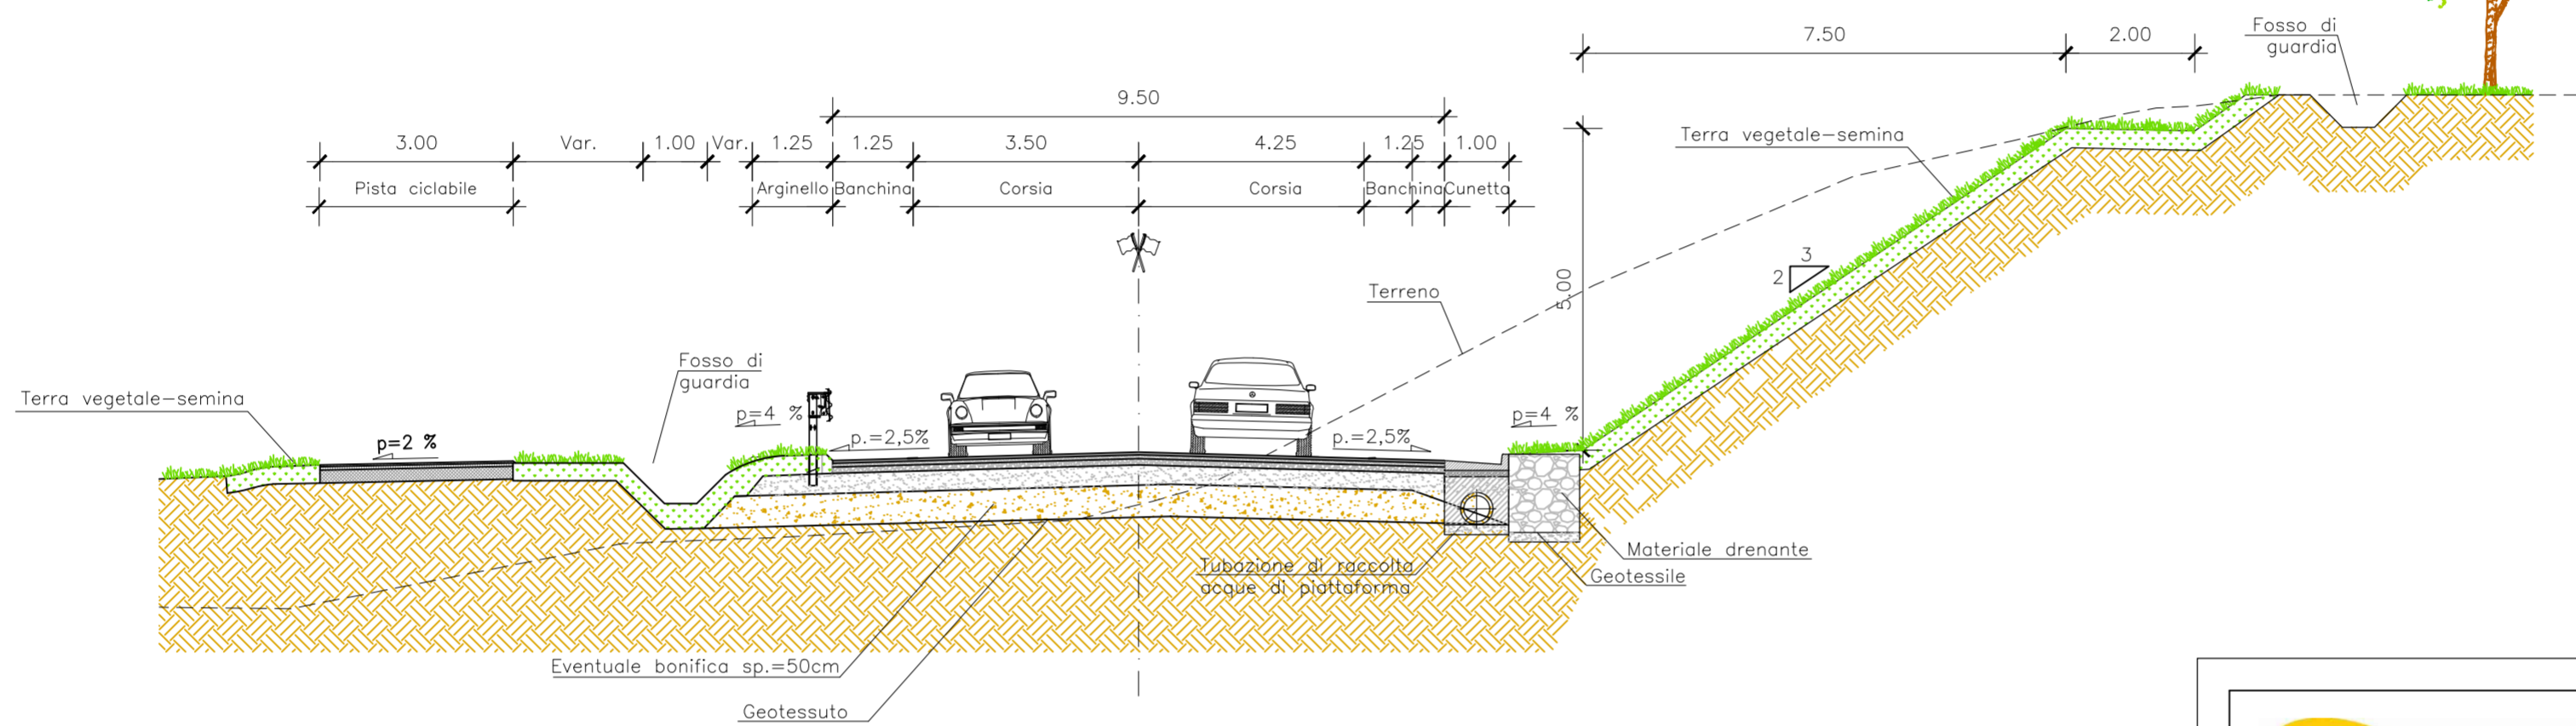 Fosso di
guardia
7.50
2.00
9.50
3.00
Var.
1.00
Var.
1.25
1.25
3.50
4.25
1.25
1.00
Terra vegetale-semina
Pista ciclabile
Arginello
Banchina
Corsia
Corsia
Banchina
Cunetta
3
2
5.00
Terreno
Fosso di
guardia
Terra vegetale-semina
p=4 %
p=4 %
p=2 %
p.=2,5%
p.=2,5%
Materiale drenante
Tubazione di raccolta
acque di piattaforma
Geotessile
Eventuale bonifica sp.=50cm
Geotessuto